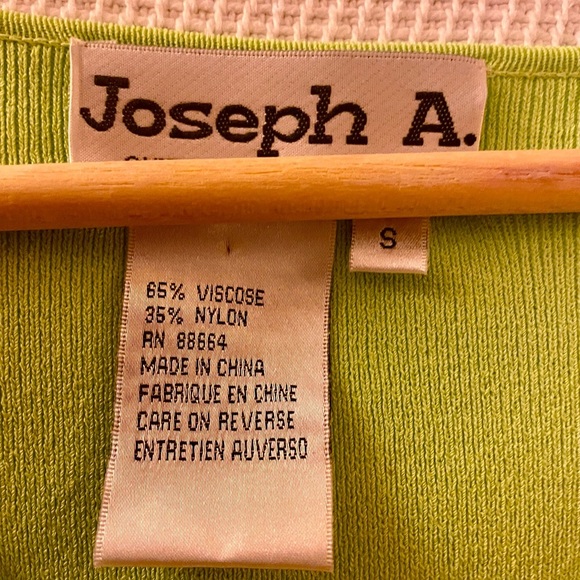 Joseph A.
S
65% VISCOSE
35% NYLON
RN 88664
MADE IN CHINA
FABRIQUE EN CHINE
CARE ON REVERSE
ENTRETIEN AUVERSO